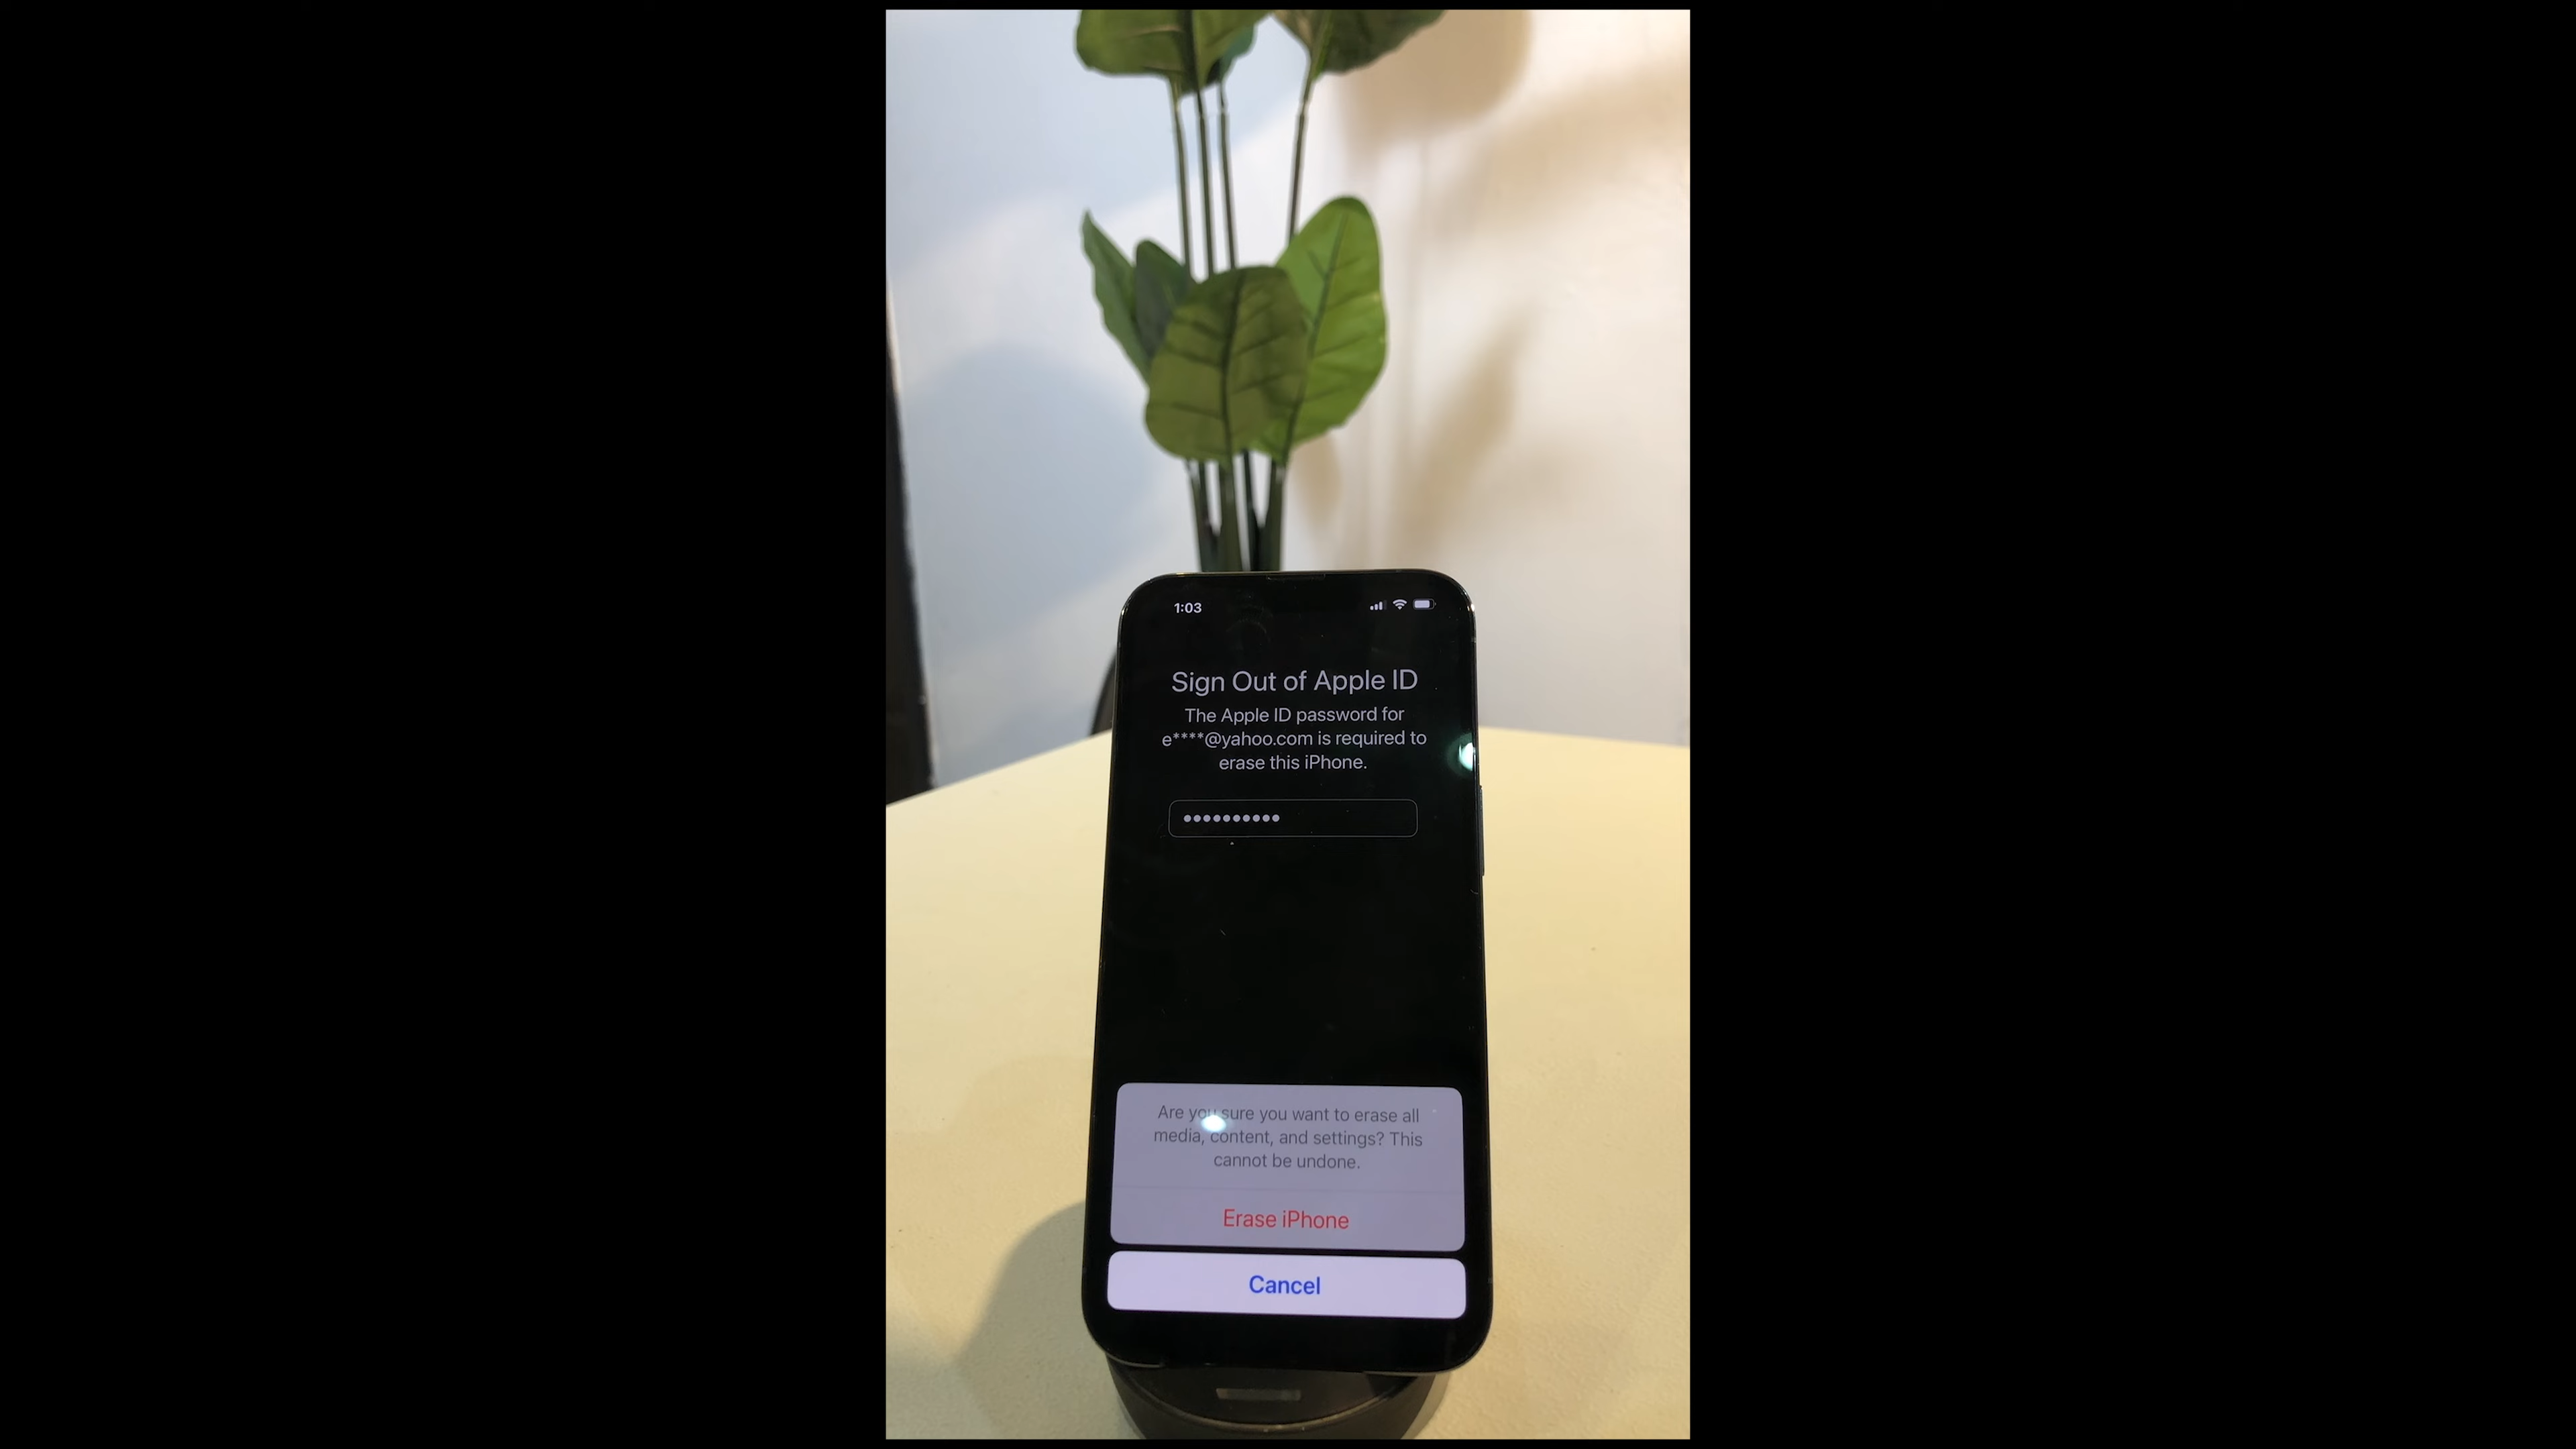 1:03
Sign Out of Apple ID
The Apple ID password for
e****@yahoo.com is required to
erase this iPhone.
••••••••••
Are you sure you want to erase all
media, content, and settings? This
cannot be undone.
Erase iPhone
Cancel